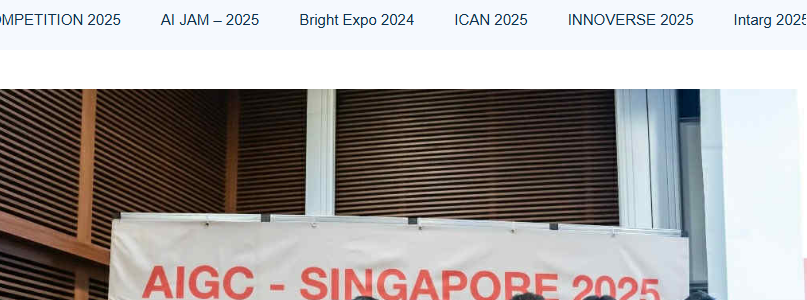 OMPETITION 2025 AI JAM – 2025 Bright Expo 2024 ICAN 2025 INNOVERSE 2025 Intarg 2025
AIGC - SINGAPORE 2025